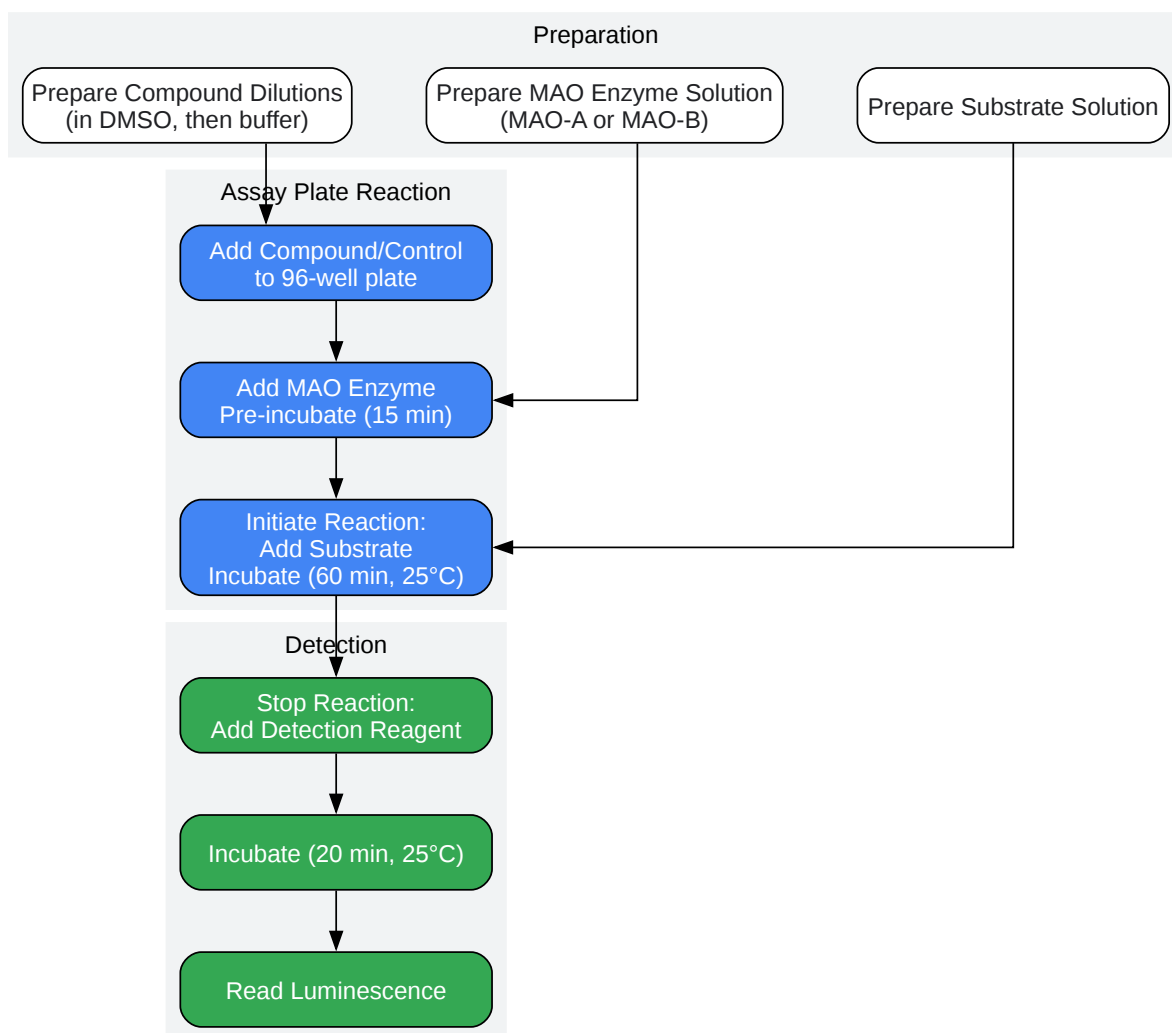 Preparation
Prepare Compound Dilutions
(in DMSO, then buffer)
Prepare MAO Enzyme Solution
(MAO-A or MAO-B)
Prepare Substrate Solution
Assay Plate Reaction
Add Compound/Control
to 96-well plate
Add MAO Enzyme
Pre-incubate (15 min)
Initiate Reaction:
Add Substrate
Incubate (60 min, 25°C)
Detection
Stop Reaction:
Add Detection Reagent
Incubate (20 min, 25°C)
Read Luminescence